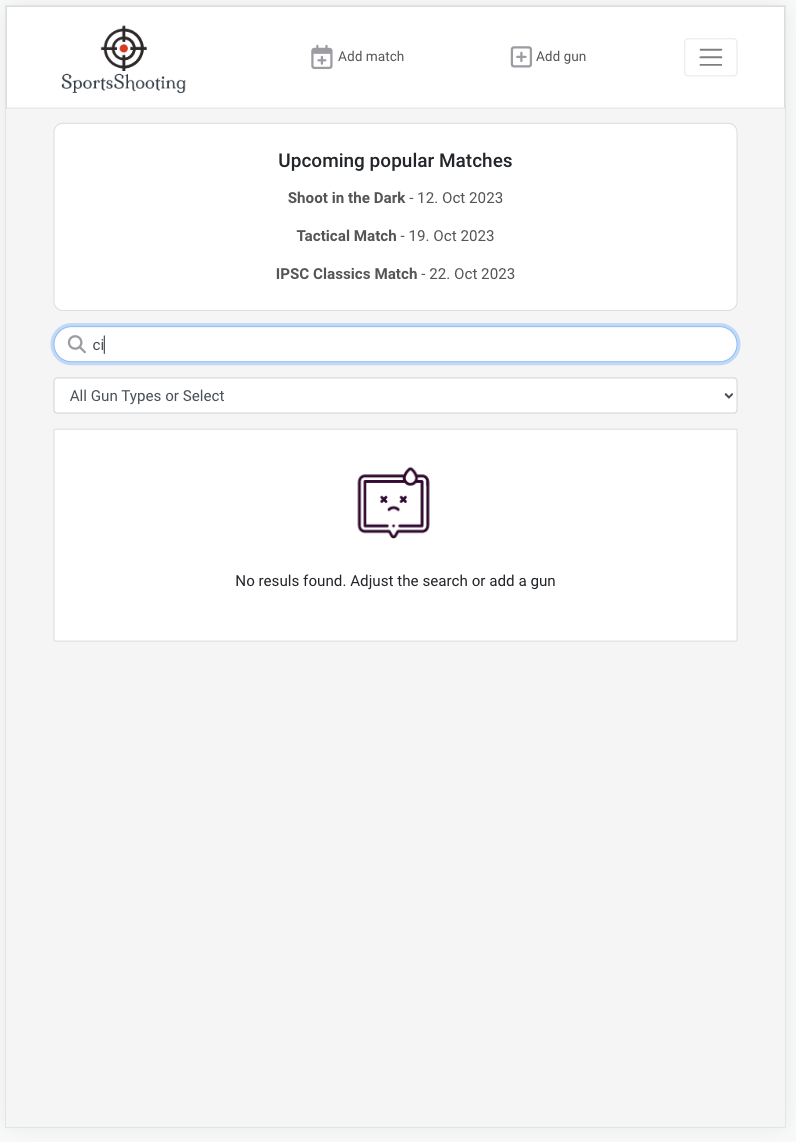 SportsShooting
Add match
Add gun
Upcoming popular Matches
Shoot in the Dark - 12. Oct 2023
Tactical Match - 19. Oct 2023
IPSC Classics Match - 22. Oct 2023
ci
All Gun Types or Select
No resuls found. Adjust the search or add a gun